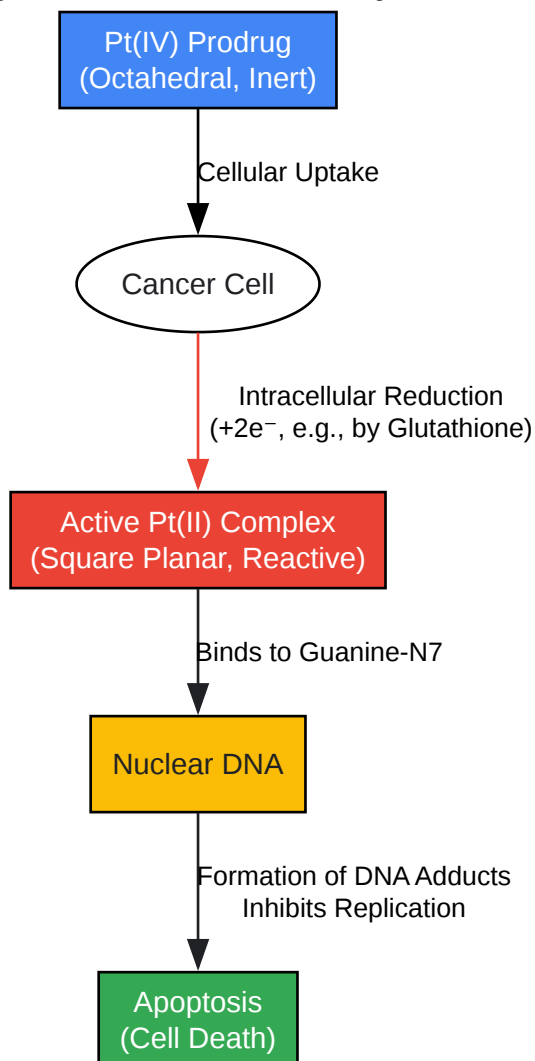 Pt(IV) Prodrug
(Octahedral, Inert)
Cellular Uptake
Cancer Cell
Intracellular Reduction
(+2e⁻, e.g., by Glutathione)
Active Pt(II) Complex
(Square Planar, Reactive)
Binds to Guanine-N7
Nuclear DNA
Formation of DNA Adducts
Inhibits Replication
Apoptosis
(Cell Death)